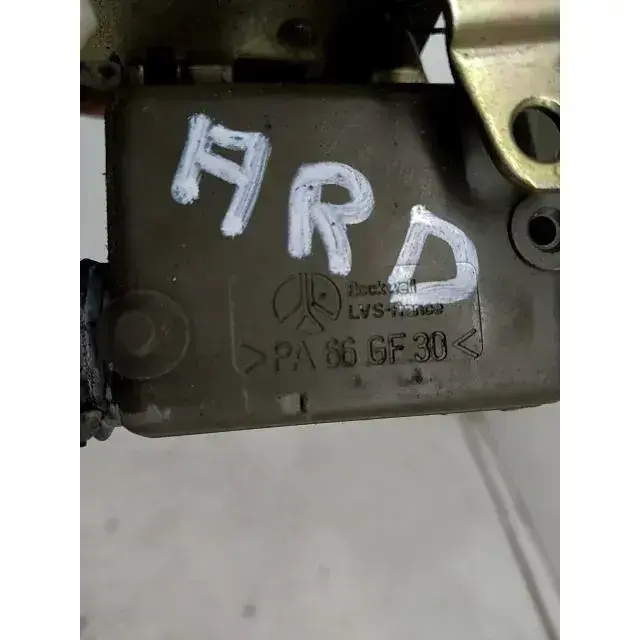 ARD
Rockwell
LVS-France
>PA 66 GF 30<